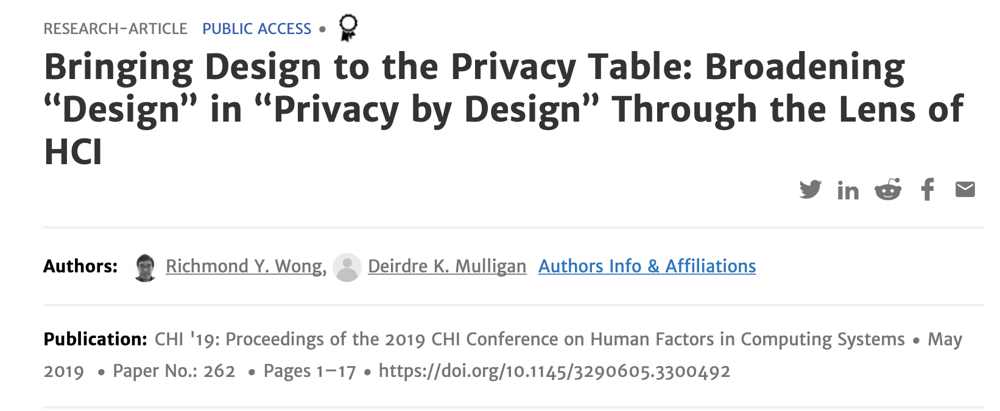 RESEARCH-ARTICLE PUBLIC ACCESS •
Bringing Design to the Privacy Table: Broadening
“Design” in “Privacy by Design” Through the Lens of
HCI
Authors: Richmond Y. Wong, Deirdre K. Mulligan Authors Info & Affiliations
Publication: CHI '19: Proceedings of the 2019 CHI Conference on Human Factors in Computing Systems • May
2019 • Paper No.: 262 • Pages 1–17 • https://doi.org/10.1145/3290605.3300492